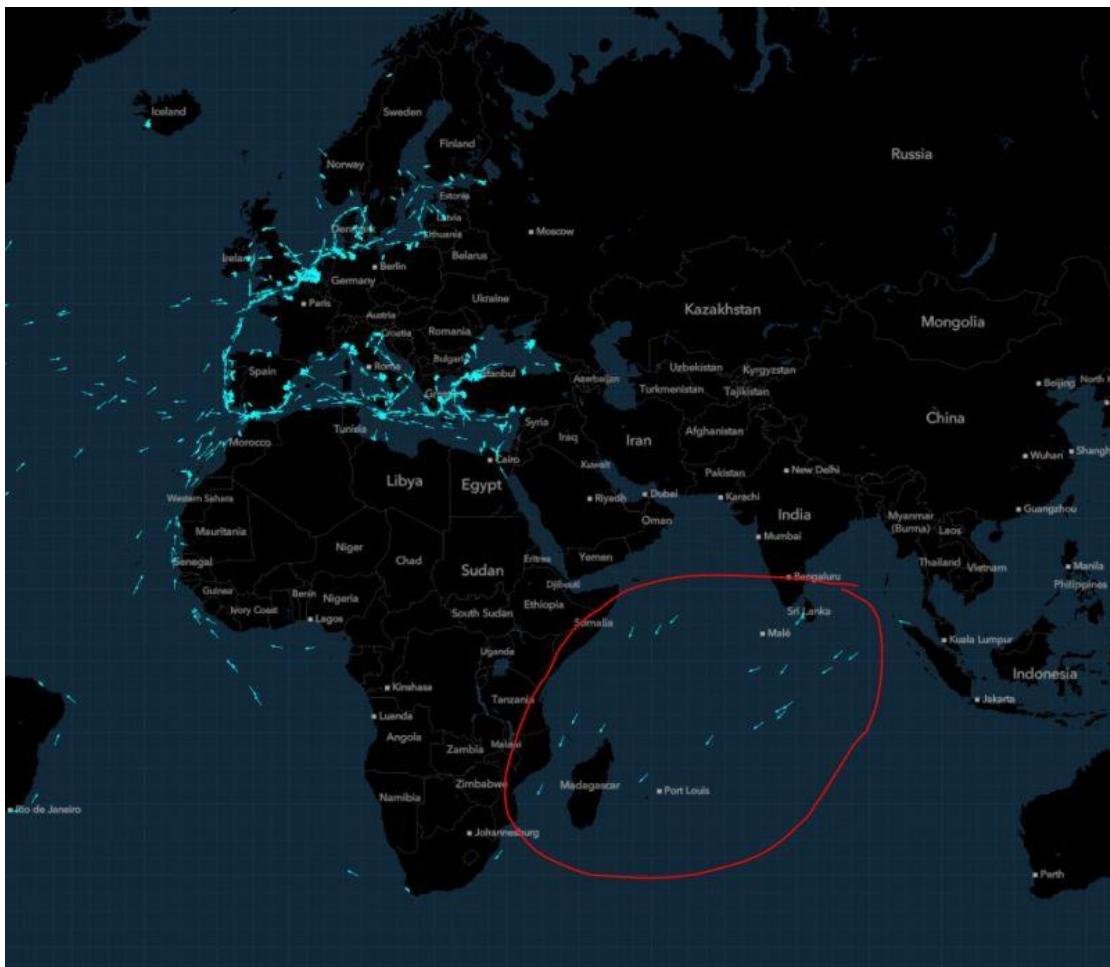 Iceland
Sweden
Finland
Norway
Russia
Estonia
Latvia
Denmark
Lithuania
Moscow
Ireland
Belarus
Berlin
Germany
Paris
Ukraine
Kazakhstan
Austria
Mongolia
Croatia
Romania
Bulgari
Roma
Spain
Istanbul
Uzbekistan
Kyrgyzstan
Azerbaijan
Turkmenistan
Tajikistan
Beijing
North K
Tunisia
Syria
China
Morocco
Iraq
Iran
Afghanistan
Shangh
Wuhan
Cairo
Kuwait
Pakistan
New Delhi
Libya
Egypt
Western Sahara
Riyadh
Dubai
Karachi
Guangzhou
Oman
India
Myanmar
(Burma)
Laos
Mauritania
Mumbai
Niger
Chad
Eritrea
Yemen
Senegal
Sudan
Thailand
Vietnam
Manila
Djibouti
Bengaluru
Philippines
Guinea
Benin
Nigeria
Ivory Coast
South Sudan
Ethiopia
Sri Lanka
Lagos
Somalia
Malé
Kuala Lumpur
Uganda
Indonesia
Kinshasa
Tanzania
Jakarta
Luanda
Angola
Zambia
Malawi
Zimbabwe
Madagascar
Port Louis
Namibia
Rio de Janeiro
Johannesburg
Perth